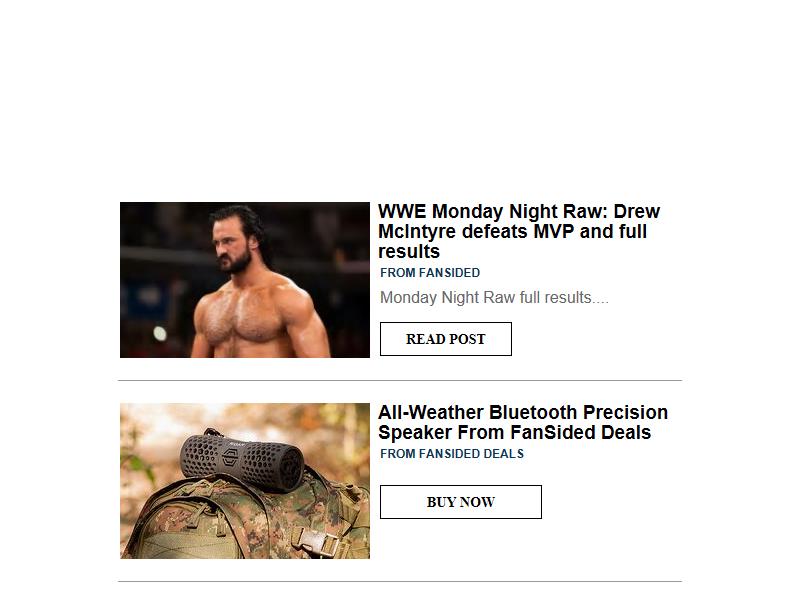 WWE Monday Night Raw: Drew
McIntyre defeats MVP and full
results
FROM FANSIDED
Monday Night Raw full results....
READ POST
All-Weather Bluetooth Precision
Speaker From FanSided Deals
FROM FANSIDED DEALS
BUY NOW